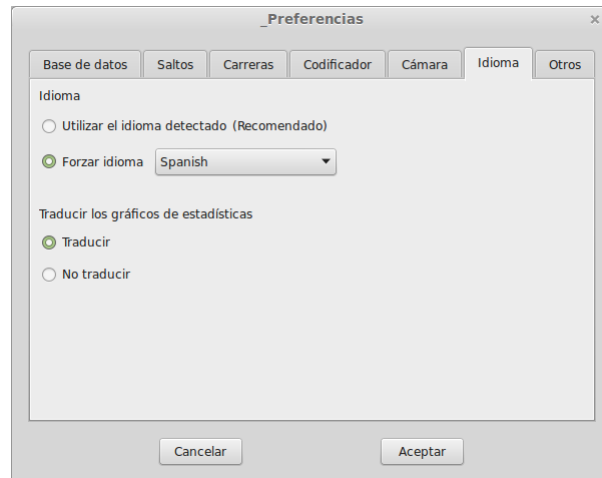 _Preferencias
Base de datos Saltos Carreras Codificador Cámara Idioma Otros
Idioma
Utilizar el idioma detectado (Recomendado)
Forzar idioma Spanish
Traducir los gráficos de estadísticas
Traducir
No traducir
Cancelar Aceptar